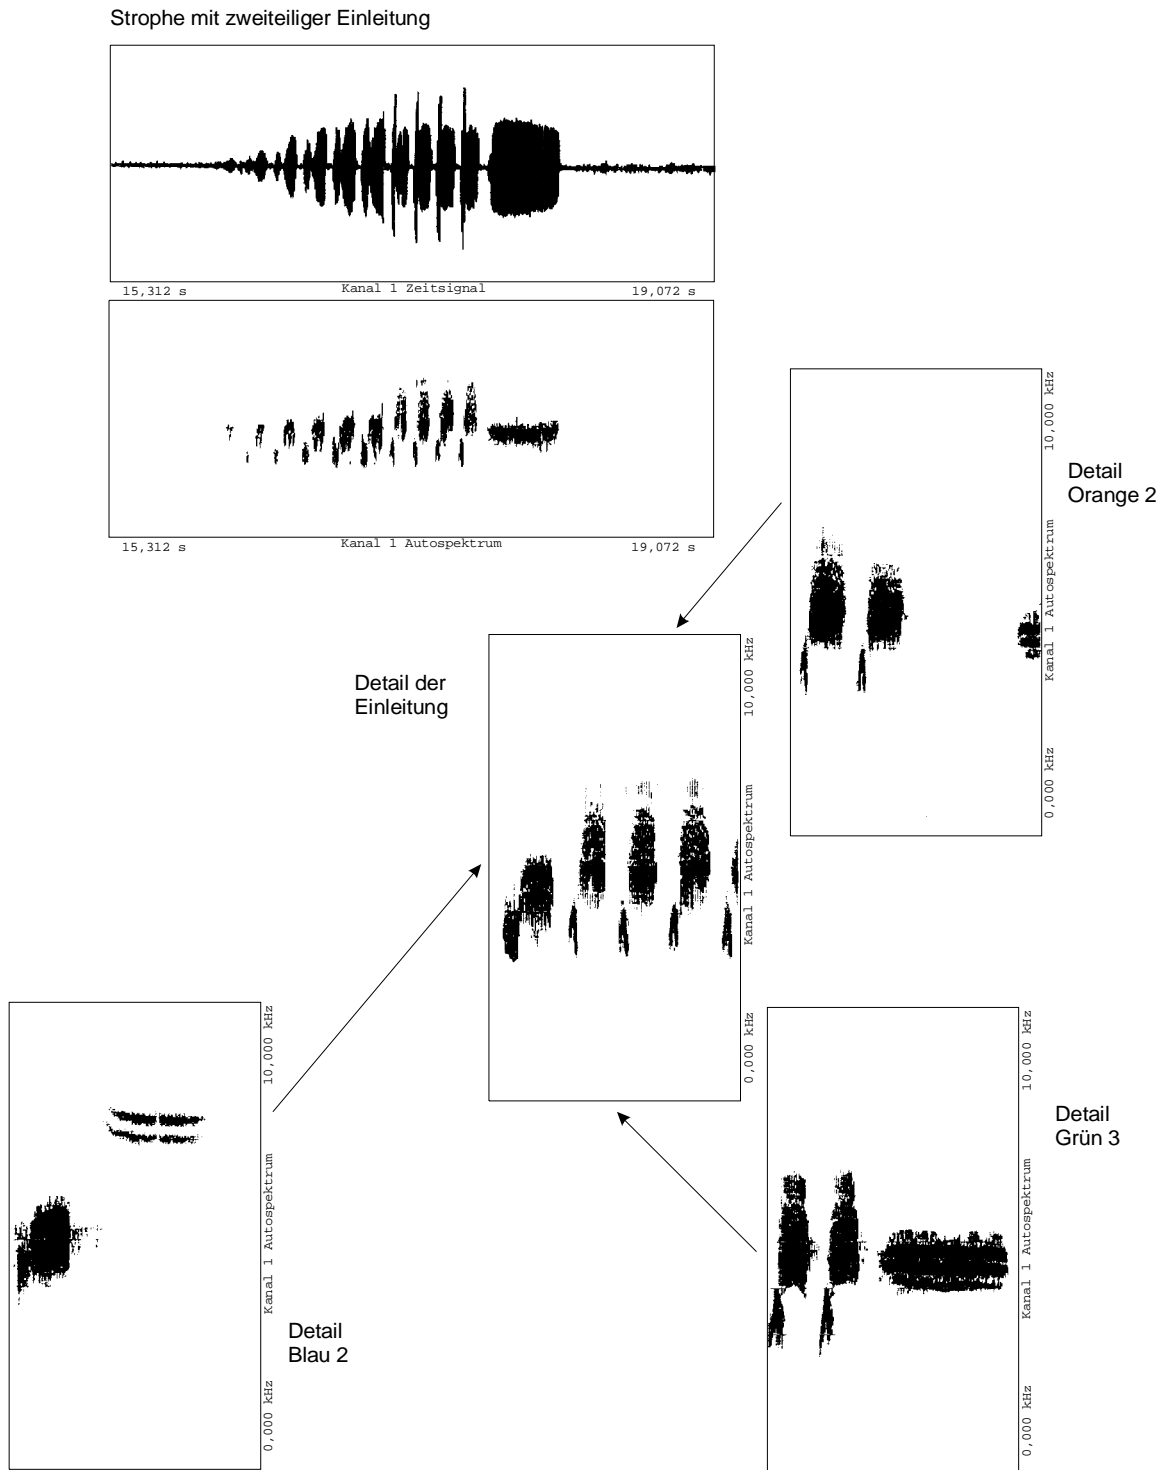 Strophe mit zweiteiliger Einleitung
15,312 s Kanal 1 Zeitsignal 19,072 s
15,312 s Kanal 1 Autospektrum 19,072 s
10,000 kHz
Kanal 1 Autospektrum
0,000 kHz
Detail
Orange 2
Detail der
Einleitung
10,000 kHz
Kanal 1 Autospektrum
0,000 kHz
10,000 kHz
Kanal 1 Autospektrum
0,000 kHz
Detail
Blau 2
10,000 kHz
Kanal 1 Autospektrum
0,000 kHz
Detail
Grün 3